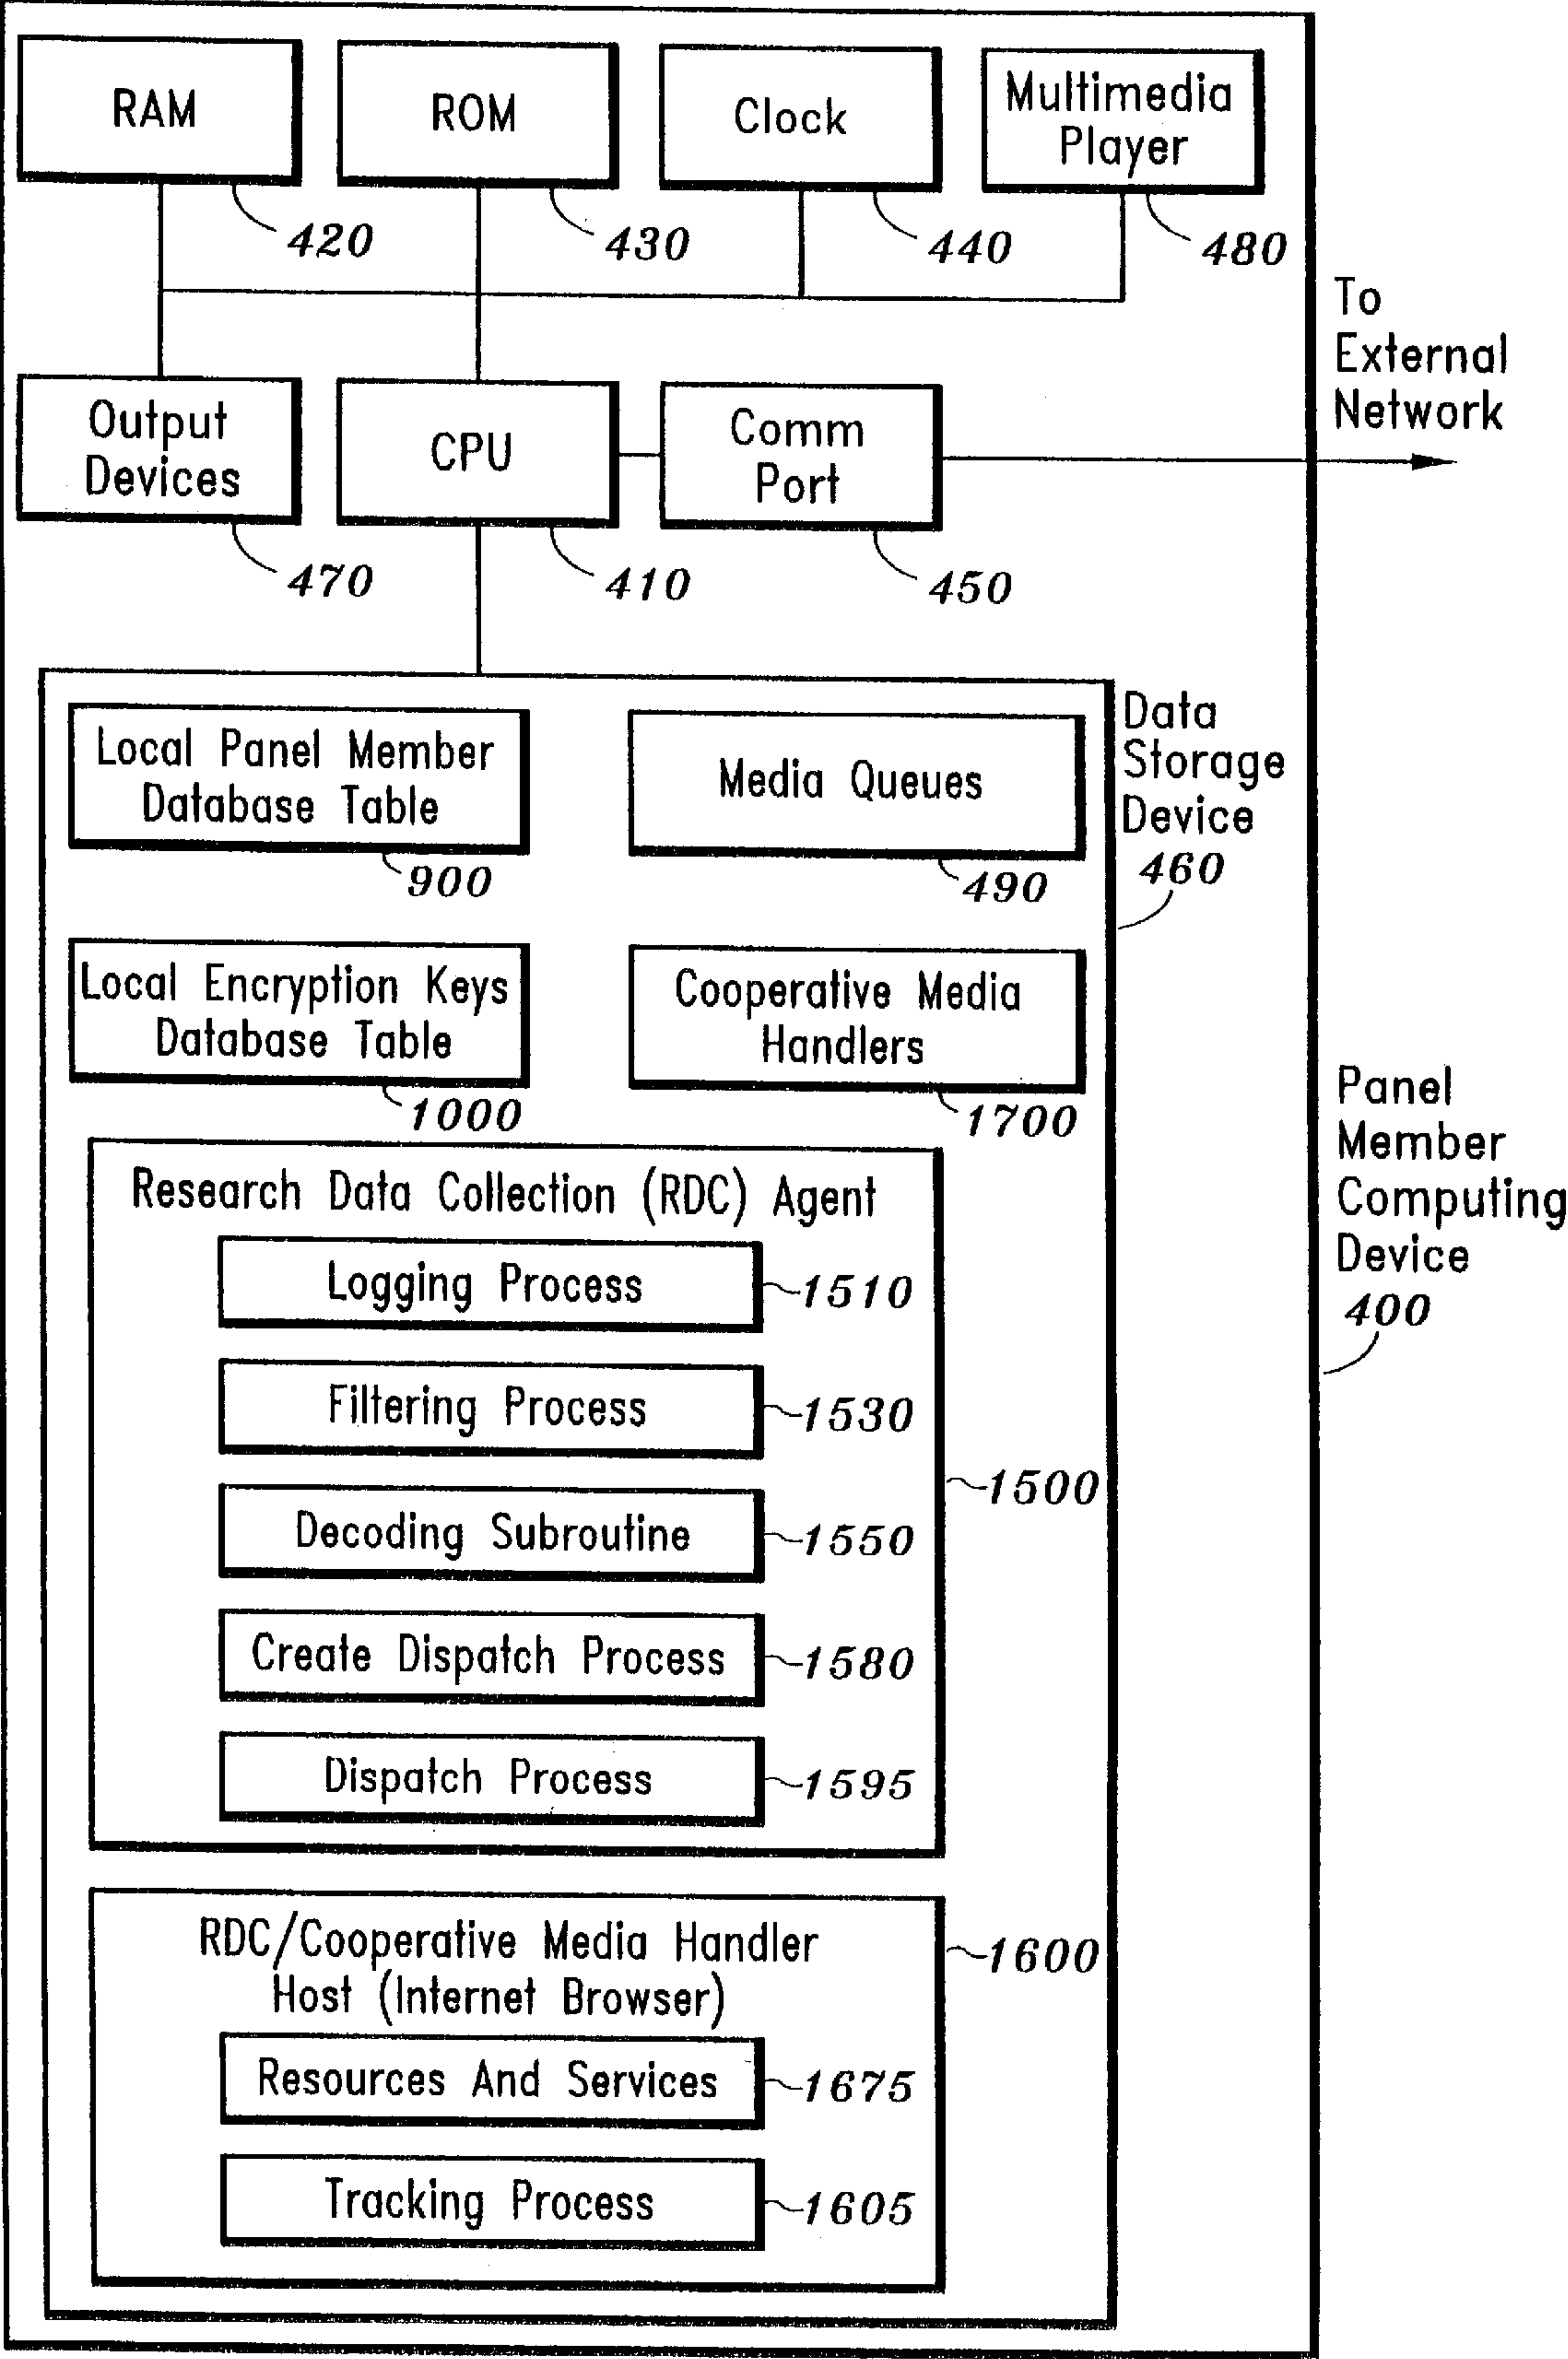 RAM
420
ROM
430
Clock
440
Multimedia
Player
480
To
External
Network
Output
Devices
470
CPU
410
Comm
Port
450
Data
Storage
Device
460
Local Panel Member
Database Table
900
Media Queues
490
Local Encryption Keys
Database Table
1000
Cooperative Media
Handlers
1700
Panel
Member
Computing
Device
400
Research Data Collection (RDC) Agent
Logging Process
1510
Filtering Process
1530
Decoding Subroutine
1550
Create Dispatch Process
1580
Dispatch Process
1595
1500
RDC/Cooperative Media Handler
Host (Internet Browser)
1600
Resources And Services
1675
Tracking Process
1605